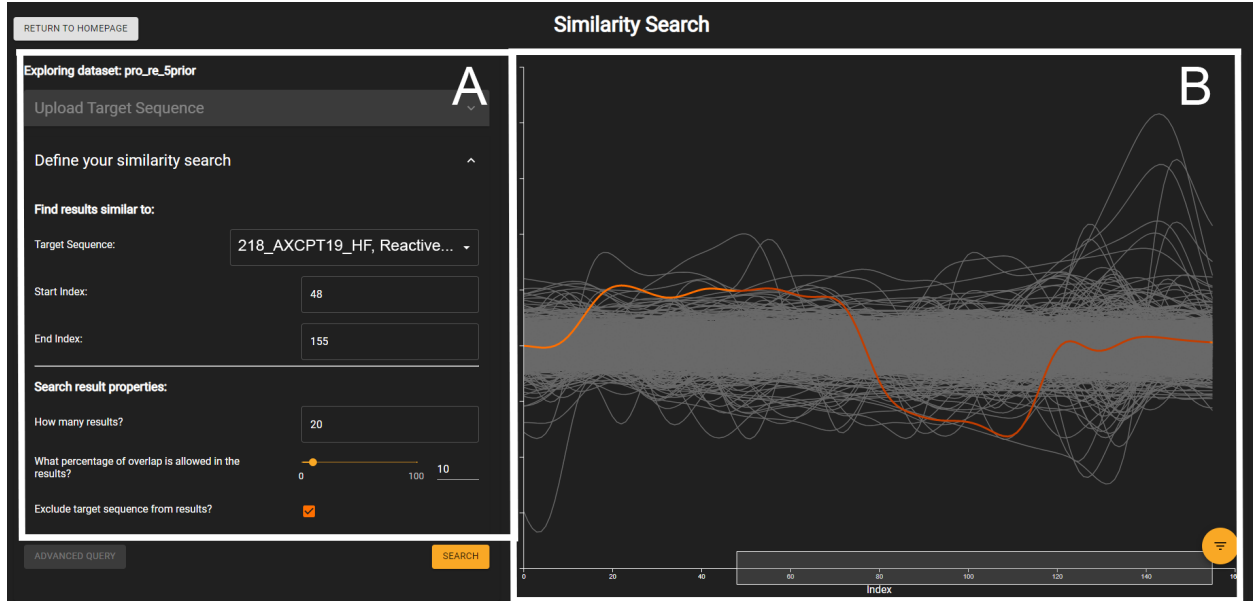 RETURN TO HOMEPAGE
Similarity Search
Exploring dataset: pro_re_5prior
A
Upload Target Sequence
Define your similarity search
Find results similar to:
Target Sequence:
218_AXCPT19_HF, Reactive...
Start Index:
48
End Index:
155
Search result properties:
How many results?
20
What percentage of overlap is allowed in the
results?
0
100
10
Exclude target sequence from results?
ADVANCED QUERY
SEARCH
B
0 20 40 60 80 100 120 140 16
Index